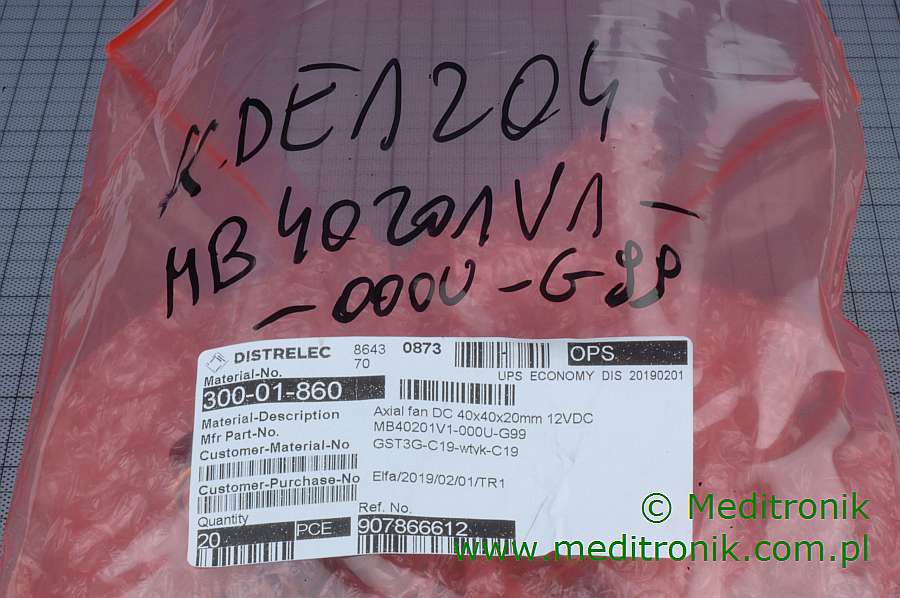 KDE1204
MB40201V1-
-000U-G99
DISTRELEC 8643 0873 OPS
70
Material-No. UPS ECONOMY DIS 20190201
300-01-860
Material-Description Axial fan DC 40x40x20mm 12VDC
Mfr Part-No. MB40201V1-000U-G99
Customer-Material-No GST3G-C19-wtvk-C19
Customer-Purchase-No Elfa/2019/02/01/TR1
Quantity Ref. No.
20 PCE 907866612
© Meditronik
www.meditronik.com.pl